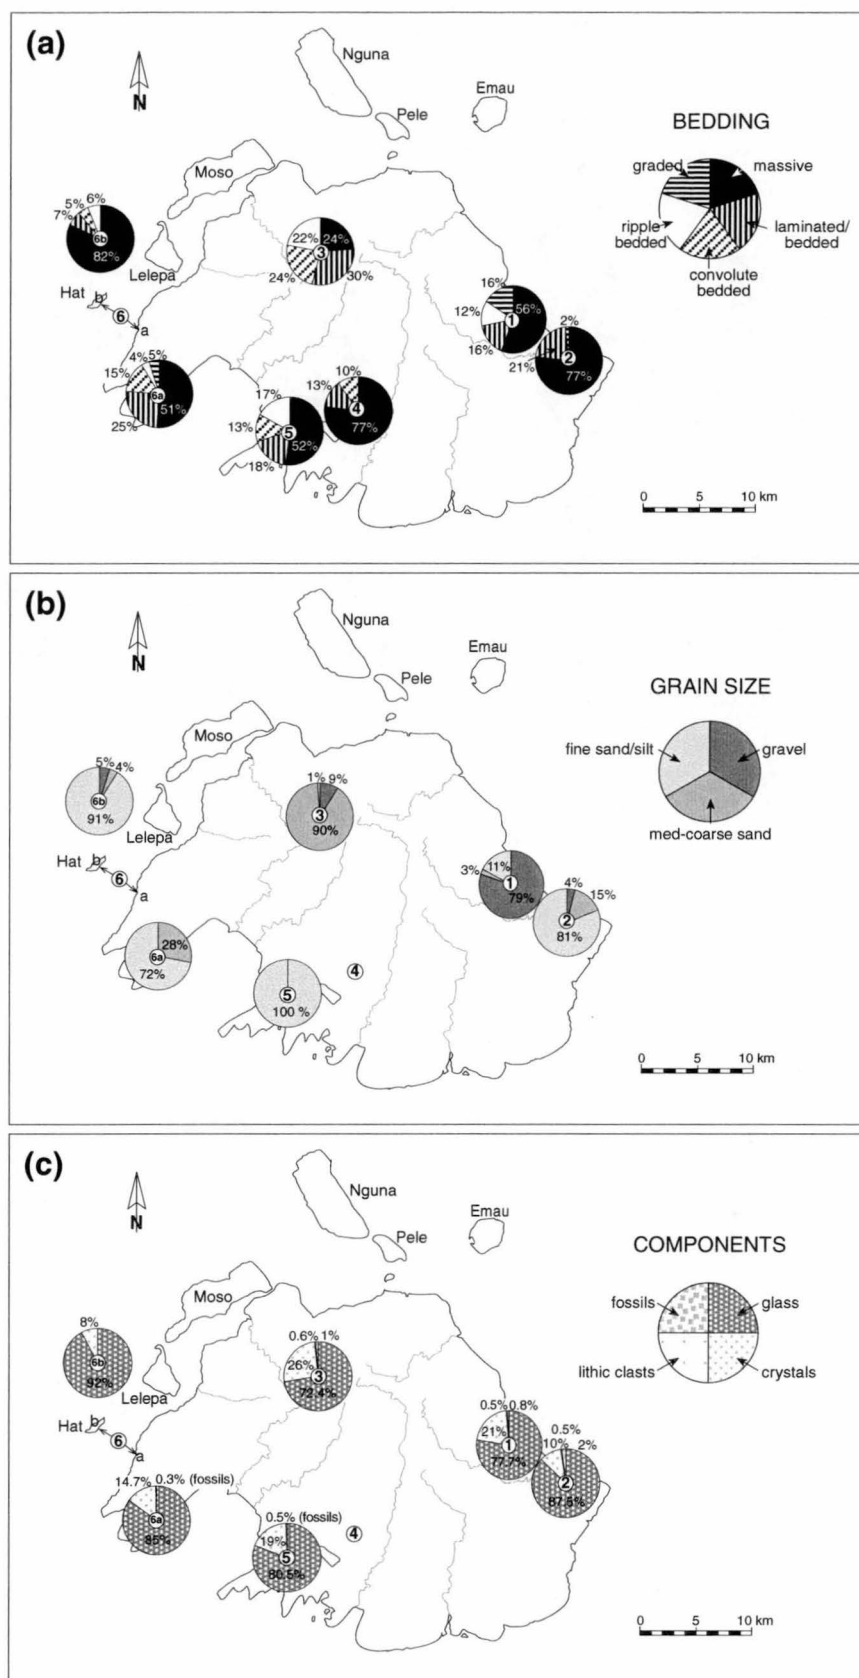 (a)
Nguna
Emau
N
Pele
BEDDING
Moso
graded
massive
5% 6%
7%
6b
82%
22% 24%
3
24% 30%
ripple
bedded
laminated/
bedded
convolute
bedded
Lelepa
Hat b
6
a
16%
56%
12%
1
16%
2%
2
21%
77%
4% 5%
15%
6a
51%
25%
10%
13%
4
77%
17%
13%
5
52%
18%
0 5 10 km
(b)
Nguna
Emau
N
Pele
GRAIN SIZE
Moso
fine sand/silt
gravel
med-coarse sand
5% 4%
6b
91%
1% 9%
3
90%
Lelepa
Hat b
6
a
11%
3%
1
79%
4%
15%
2
81%
28%
6a
72%
4
5
100 %
0 5 10 km
(c)
Nguna
Emau
N
Pele
COMPONENTS
Moso
fossils
glass
lithic clasts
crystals
8%
6b
92%
0.6% 1%
26%
3
72.4%
Lelepa
Hat b
6
a
0.5% 0.8%
21%
1
77.7%
0.5%
10% 2%
2
87.5%
14.7% 0.3% (fossils)
6a
85%
0.5% (fossils)
4
19%
5
80.5%
0 5 10 km